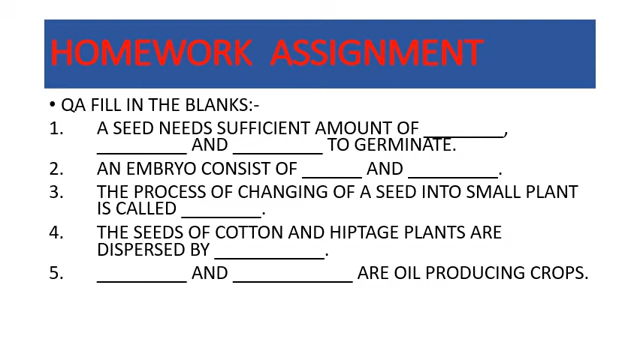 HOMEWORK ASSIGNMENT
• QA FILL IN THE BLANKS:-
1. A SEED NEEDS SUFFICIENT AMOUNT OF ________,
_________ AND _________ TO GERMINATE.
2. AN EMBRYO CONSIST OF ______ AND _________.
3. THE PROCESS OF CHANGING OF A SEED INTO SMALL PLANT
IS CALLED ________.
4. THE SEEDS OF COTTON AND HIPTAGE PLANTS ARE
DISPERSED BY ___________.
5. _________ AND ____________ ARE OIL PRODUCING CROPS.